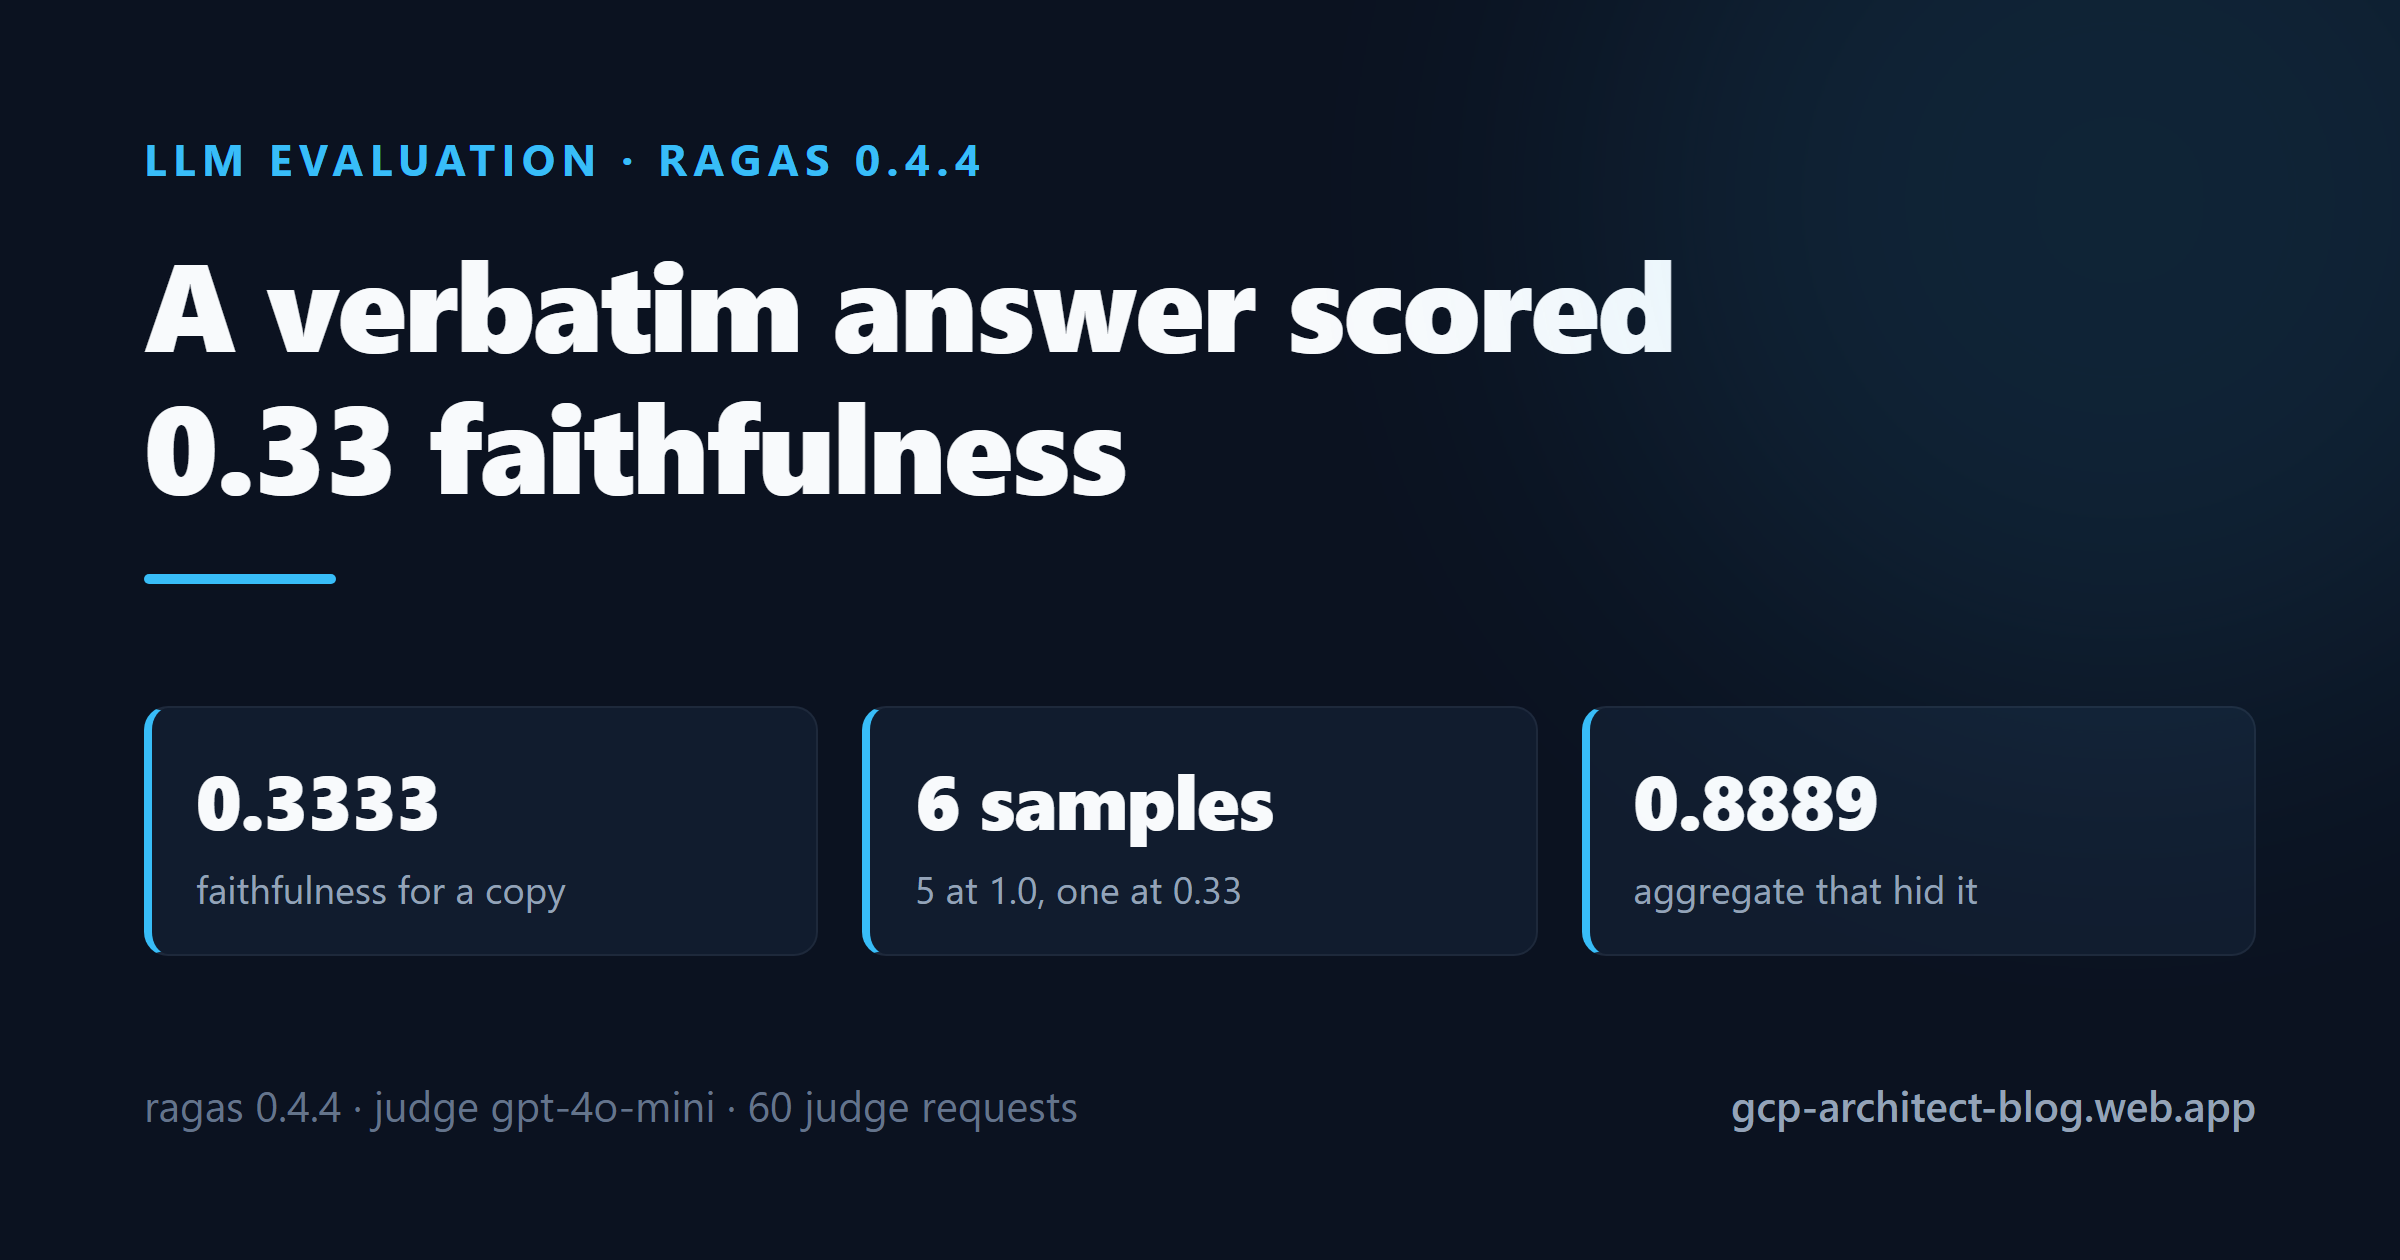 LLM EVALUATION · RAGAS 0.4.4
A verbatim answer scored
0.33 faithfulness
0.3333
faithfulness for a copy
6 samples
5 at 1.0, one at 0.33
0.8889
aggregate that hid it
ragas 0.4.4 · judge gpt-4o-mini · 60 judge requests
gcp-architect-blog.web.app